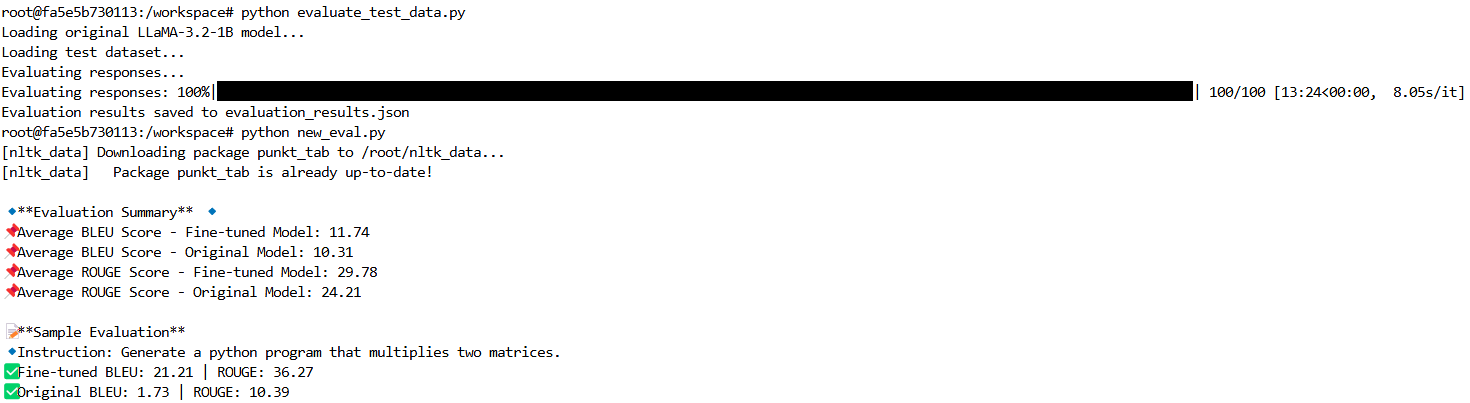 root@fa5e5b730113:/workspace# python evaluate_test_data.py
Loading original LLaMA-3.2-1B model...
Loading test dataset...
Evaluating responses...
Evaluating responses: 100%|██████████| 100/100 [13:24<00:00,  8.05s/it]
Evaluation results saved to evaluation_results.json
root@fa5e5b730113:/workspace# python new_eval.py
[nltk_data] Downloading package punkt_tab to /root/nltk_data...
[nltk_data]   Package punkt_tab is already up-to-date!
🔹**Evaluation Summary** 🔹
📌Average BLEU Score - Fine-tuned Model: 11.74
📌Average BLEU Score - Original Model: 10.31
📌Average ROUGE Score - Fine-tuned Model: 29.78
📌Average ROUGE Score - Original Model: 24.21
📝**Sample Evaluation**
🔹Instruction: Generate a python program that multiplies two matrices.
✅Fine-tuned BLEU: 21.21 | ROUGE: 36.27
✅Original BLEU: 1.73 | ROUGE: 10.39